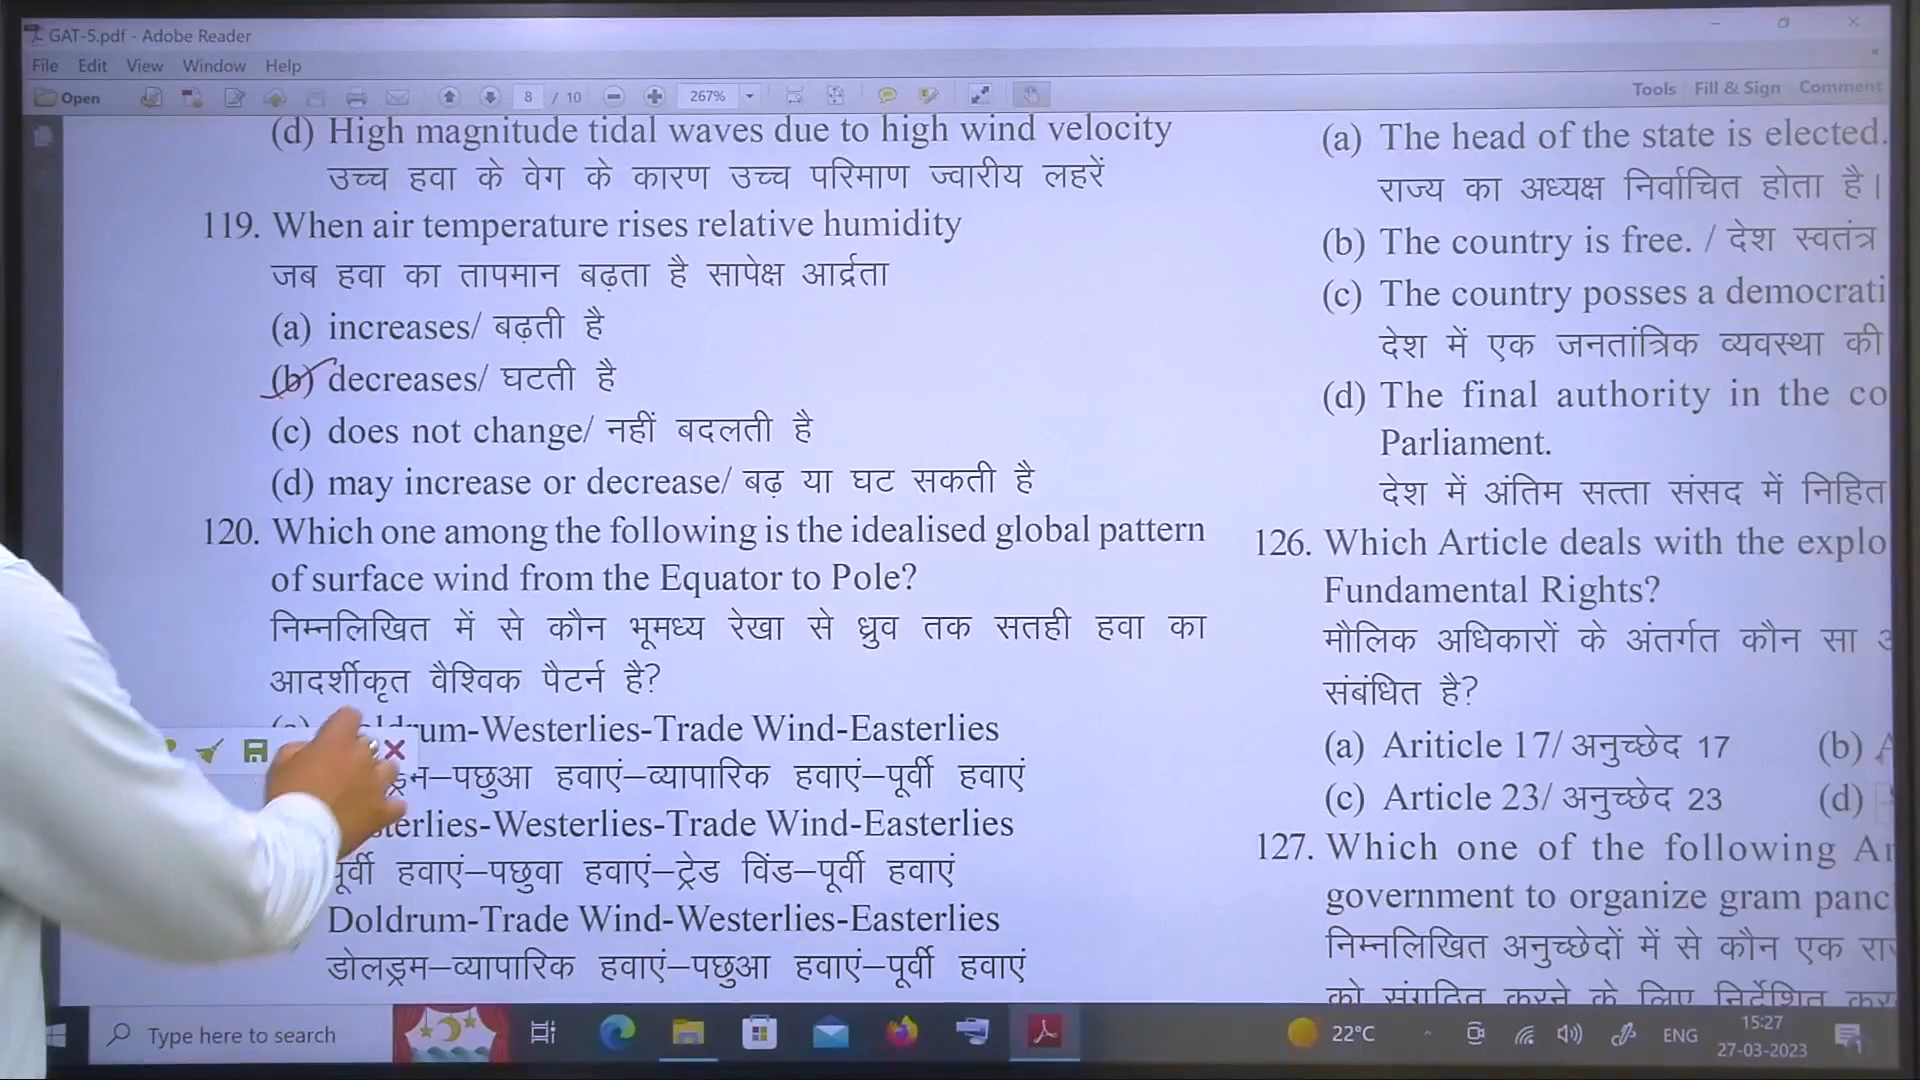 GAT-5.pdf - Adobe Reader
File Edit View Window Help
Open 8 / 10 267% Tools Fill & Sign Comment
(d) High magnitude tidal waves due to high wind velocity
उच्च हवा के वेग के कारण उच्च परिमाण ज्वारीय लहरें
119. When air temperature rises relative humidity
जब हवा का तापमान बढ़ता है सापेक्ष आर्द्रता
(a) increases/ बढ़ती है
(b) decreases/ घटती है
(c) does not change/ नहीं बदलती है
(d) may increase or decrease/ बढ़ या घट सकती है
120. Which one among the following is the idealised global pattern
of surface wind from the Equator to Pole?
निम्नलिखित में से कौन भूमध्य रेखा से ध्रुव तक सतही हवा का
आदर्शीकृत वैश्विक पैटर्न है?
-Westerlies-Trade Wind-Easterlies
–पछुआ हवाएं–व्यापारिक हवाएं–पूर्वी हवाएं
-Westerlies-Trade Wind-Easterlies
हवाएं–पछुवा हवाएं–ट्रेड विंड–पूर्वी हवाएं
Doldrum-Trade Wind-Westerlies-Easterlies
डोलड्रम–व्यापारिक हवाएं–पछुआ हवाएं–पूर्वी हवाएं
(a) The head of the state is elected.
राज्य का अध्यक्ष निर्वाचित होता है।
(b) The country is free. / देश स्वतंत्र
(c) The country posses a democrati
देश में एक जनतांत्रिक व्यवस्था की
(d) The final authority in the co
Parliament.
देश में अंतिम सत्ता संसद में निहित
126. Which Article deals with the explo
Fundamental Rights?
मौलिक अधिकारों के अंतर्गत कौन सा
संबंधित है?
(a) Ariticle 17/ अनुच्छेद 17 (b)
(c) Article 23/ अनुच्छेद 23 (d)
127. Which one of the following Ar
government to organize gram panc
निम्नलिखित अनुच्छेदों में से कौन एक
को संगठित करने के लिए निर्देशित
Type here to search
22°C ENG 15:27
27-03-2023